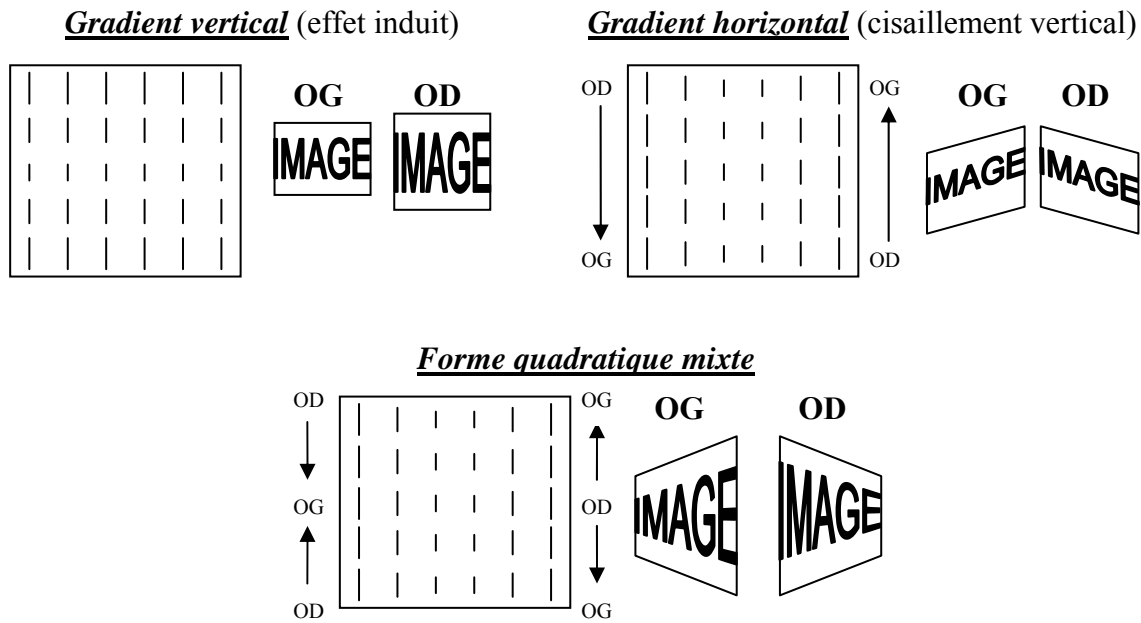 Gradient vertical (effet induit)
OG OD
IMAGE IMAGE
Gradient horizontal (cisaillement vertical)
OD OG
OG OD
OG OD
IMAGE IMAGE
Forme quadratique mixte
OD OG
OG OD
OD OG
OG OD
IMAGE IMAGE